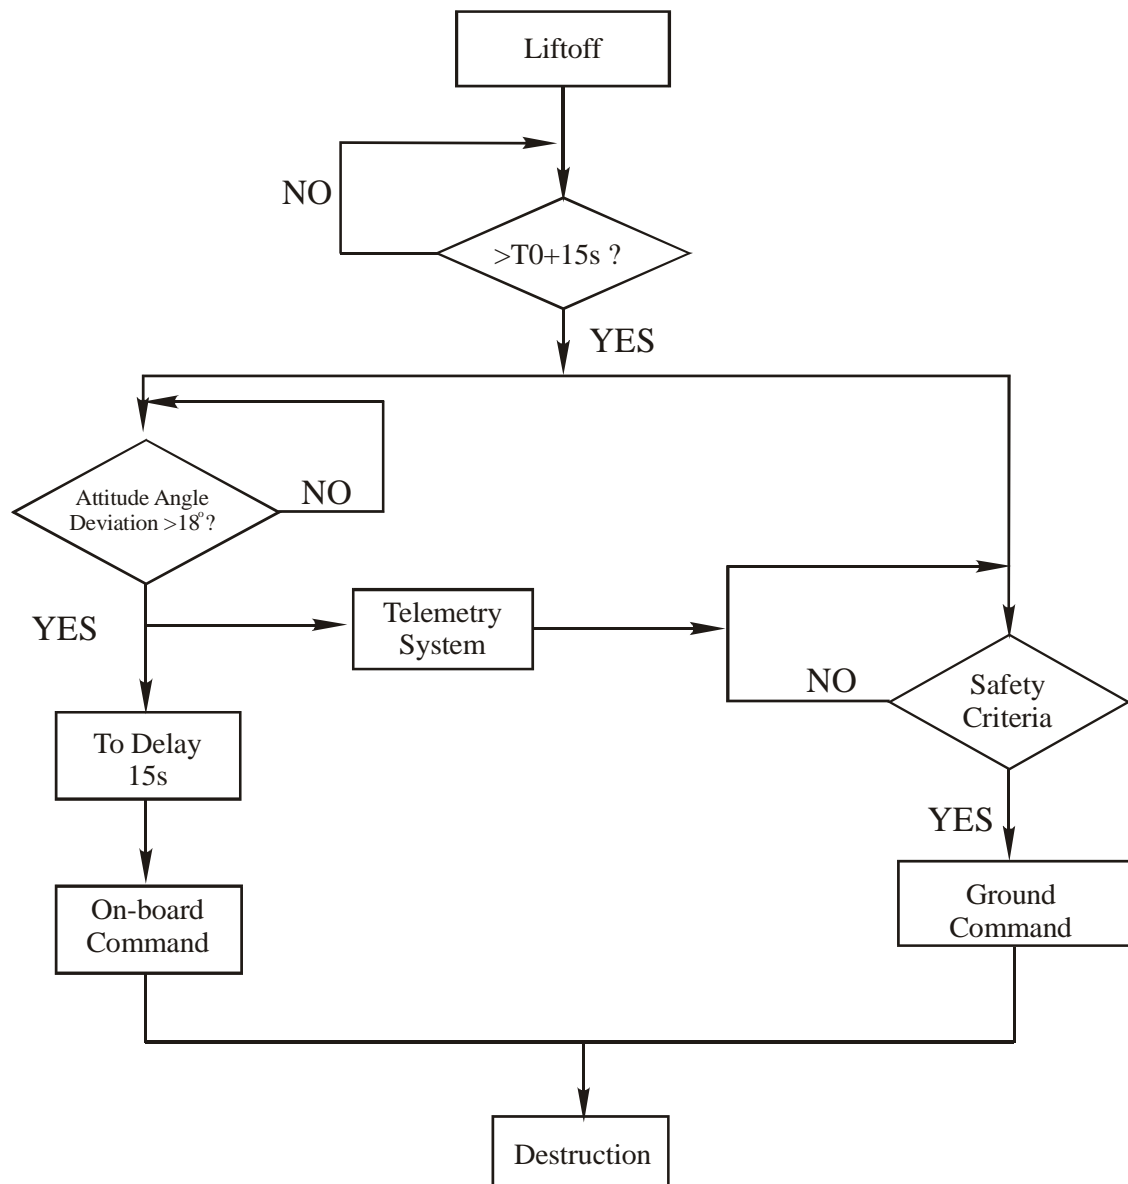 Liftoff
NO
>T0+15s ?
YES
Attitude Angle
Deviation >18°?
NO
YES
Telemetry
System
NO
Safety
Criteria
To Delay
15s
YES
On-board
Command
Ground
Command
Destruction